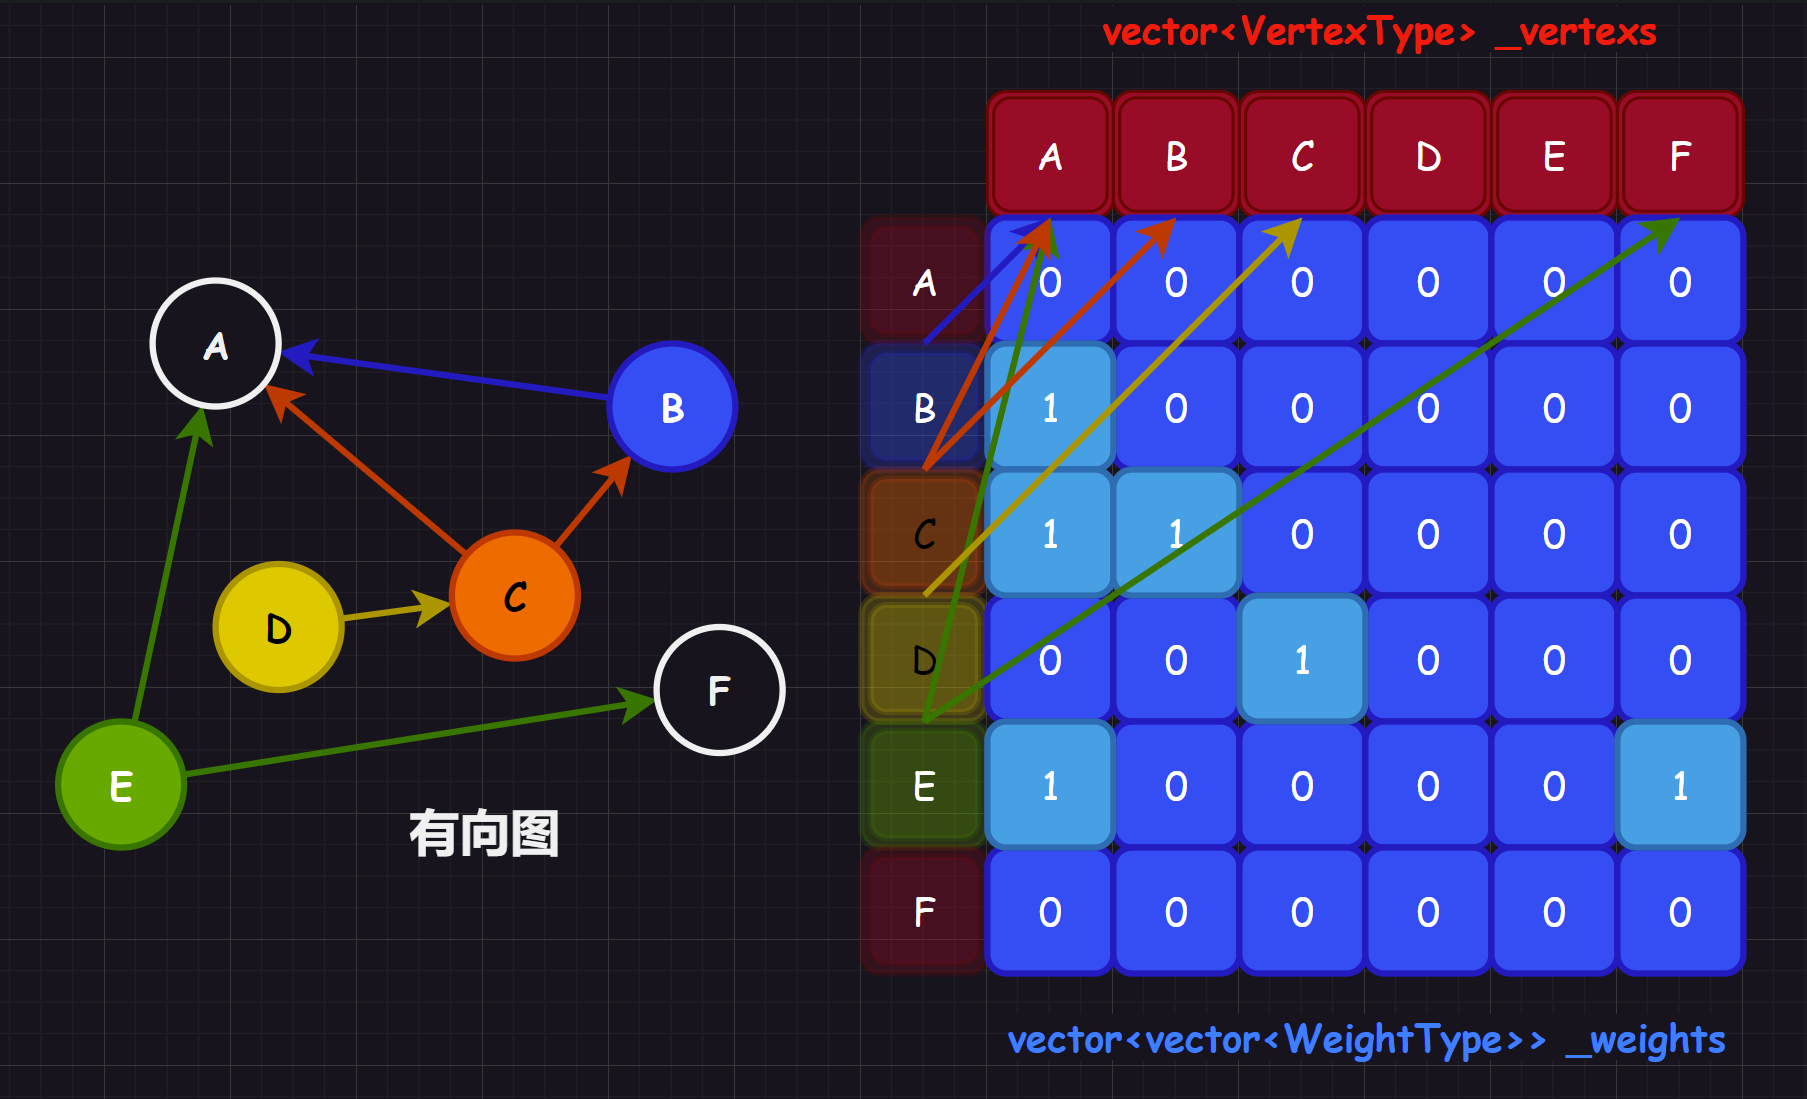 vector<VertexType> _vertexs
A B C D E F
A 0 0 0 0 0 0
B 1 0 0 0 0 0
C 1 1 0 0 0 0
D 0 0 1 0 0 0
E 1 0 0 0 0 1
F 0 0 0 0 0 0
vector<vector<WeightType>> _weights
A
B
C
D
F
E
有向图